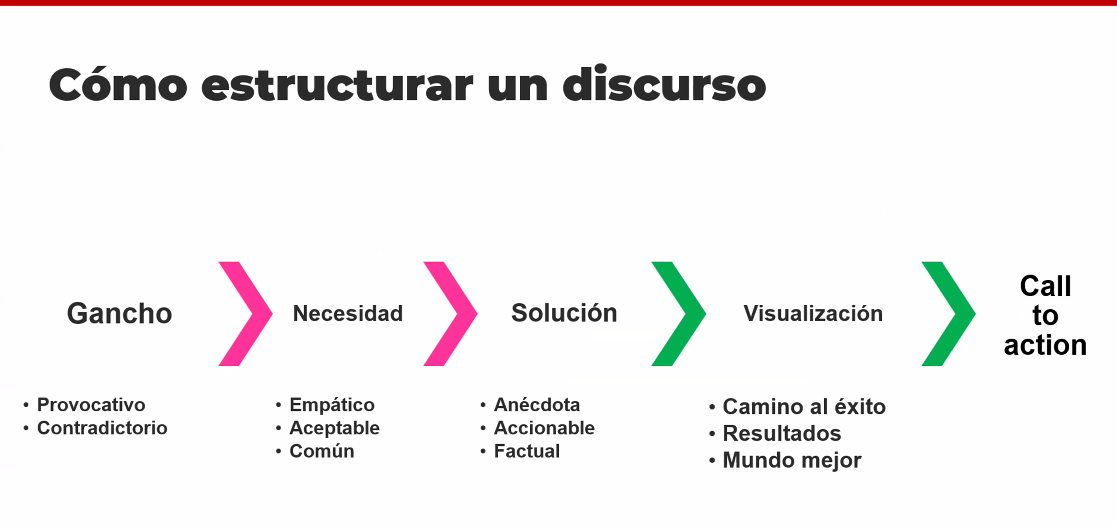 Cómo estructurar un discurso
Gancho
• Provocativo
• Contradictorio
Necesidad
• Empático
• Aceptable
• Común
Solución
• Anécdota
• Accionable
• Factual
Visualización
• Camino al éxito
• Resultados
• Mundo mejor
Call
to
action